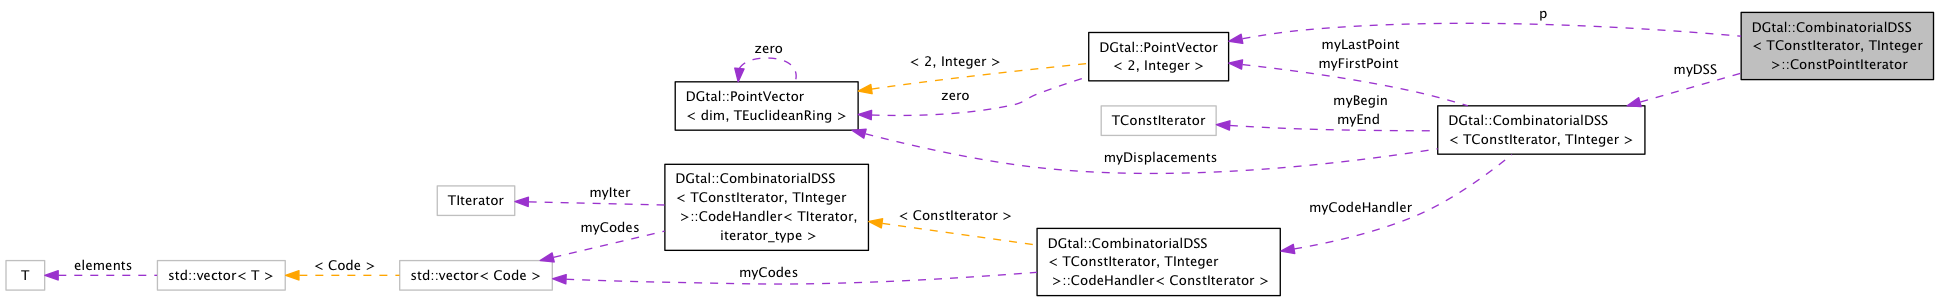 p
DGtal::CombinatorialDSS
< TConstIterator, TInteger
>::ConstPointIterator
myDSS
DGtal::PointVector
< 2, Integer >
myLastPoint
myFirstPoint
zero
< 2, Integer >
zero
DGtal::PointVector
< dim, TEuclideanRing >
TConstIterator
myBegin
myEnd
DGtal::CombinatorialDSS
< TConstIterator, TInteger >
myDisplacements
DGtal::CombinatorialDSS
< TConstIterator, TInteger
>::CodeHandler< TIterator,
iterator_type >
myIter
TIterator
myCodes
< ConstIterator >
myCodeHandler
DGtal::CombinatorialDSS
< TConstIterator, TInteger
>::CodeHandler< ConstIterator >
T
elements
std::vector< T >
< Code >
std::vector< Code >
myCodes